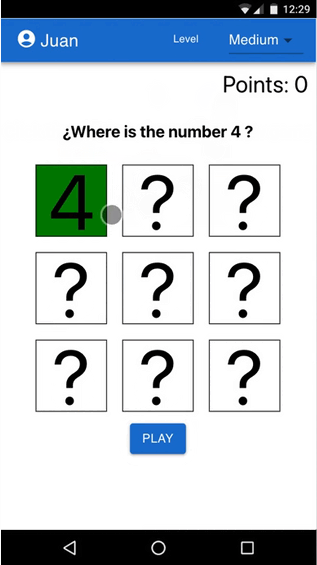 12:29
Juan Level Medium
Points: 0
¿Where is the number 4 ?
4 ? ?
? ? ?
? ? ?
PLAY